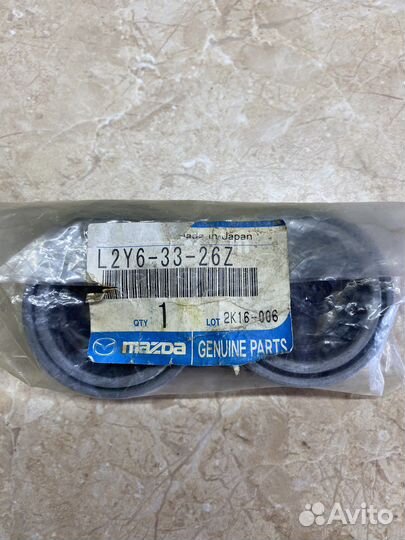 Made in Japan
L2Y6-33-26Z
QTY 1 LOT 2K16-006
mazda GENUINE PARTS
Avito